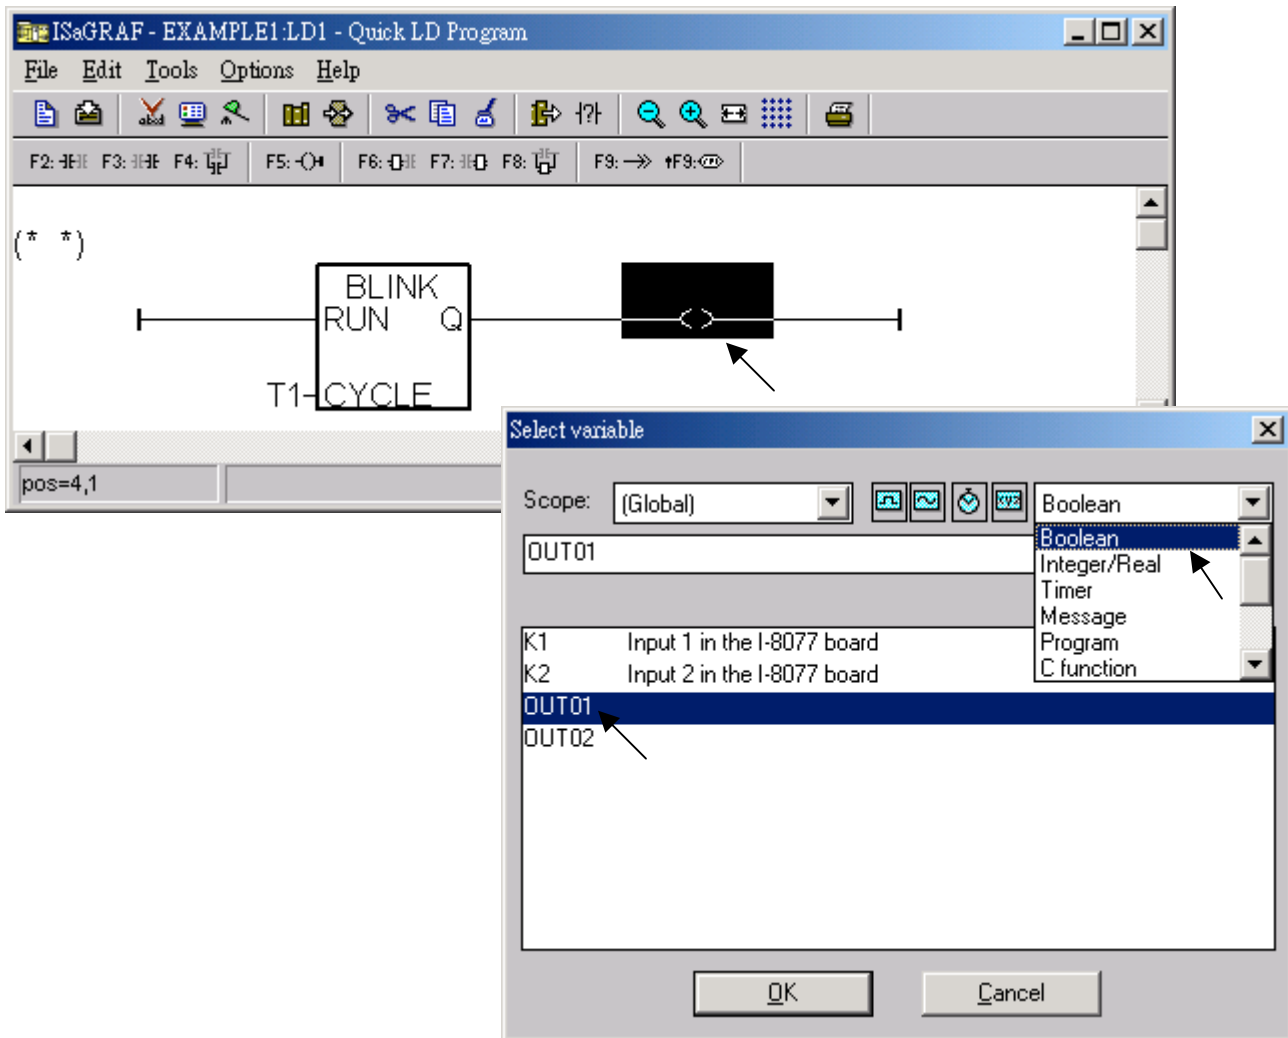 ISaGRAF - EXAMPLE1:LD1 - Quick LD Program
File Edit Tools Options Help
abcd
F2: F3: F4: F5: F6: F7: F8: F9: F9:
(* *)
BLINK
RUN Q
T1 CYCLE
pos=4,1
Select variable
Scope: (Global) xyz Boolean
OUT01
Boolean
Integer/Real
Timer
Message
Program
C function
K1 Input 1 in the I-8077 board
K2 Input 2 in the I-8077 board
OUT01
OUT02
OK Cancel